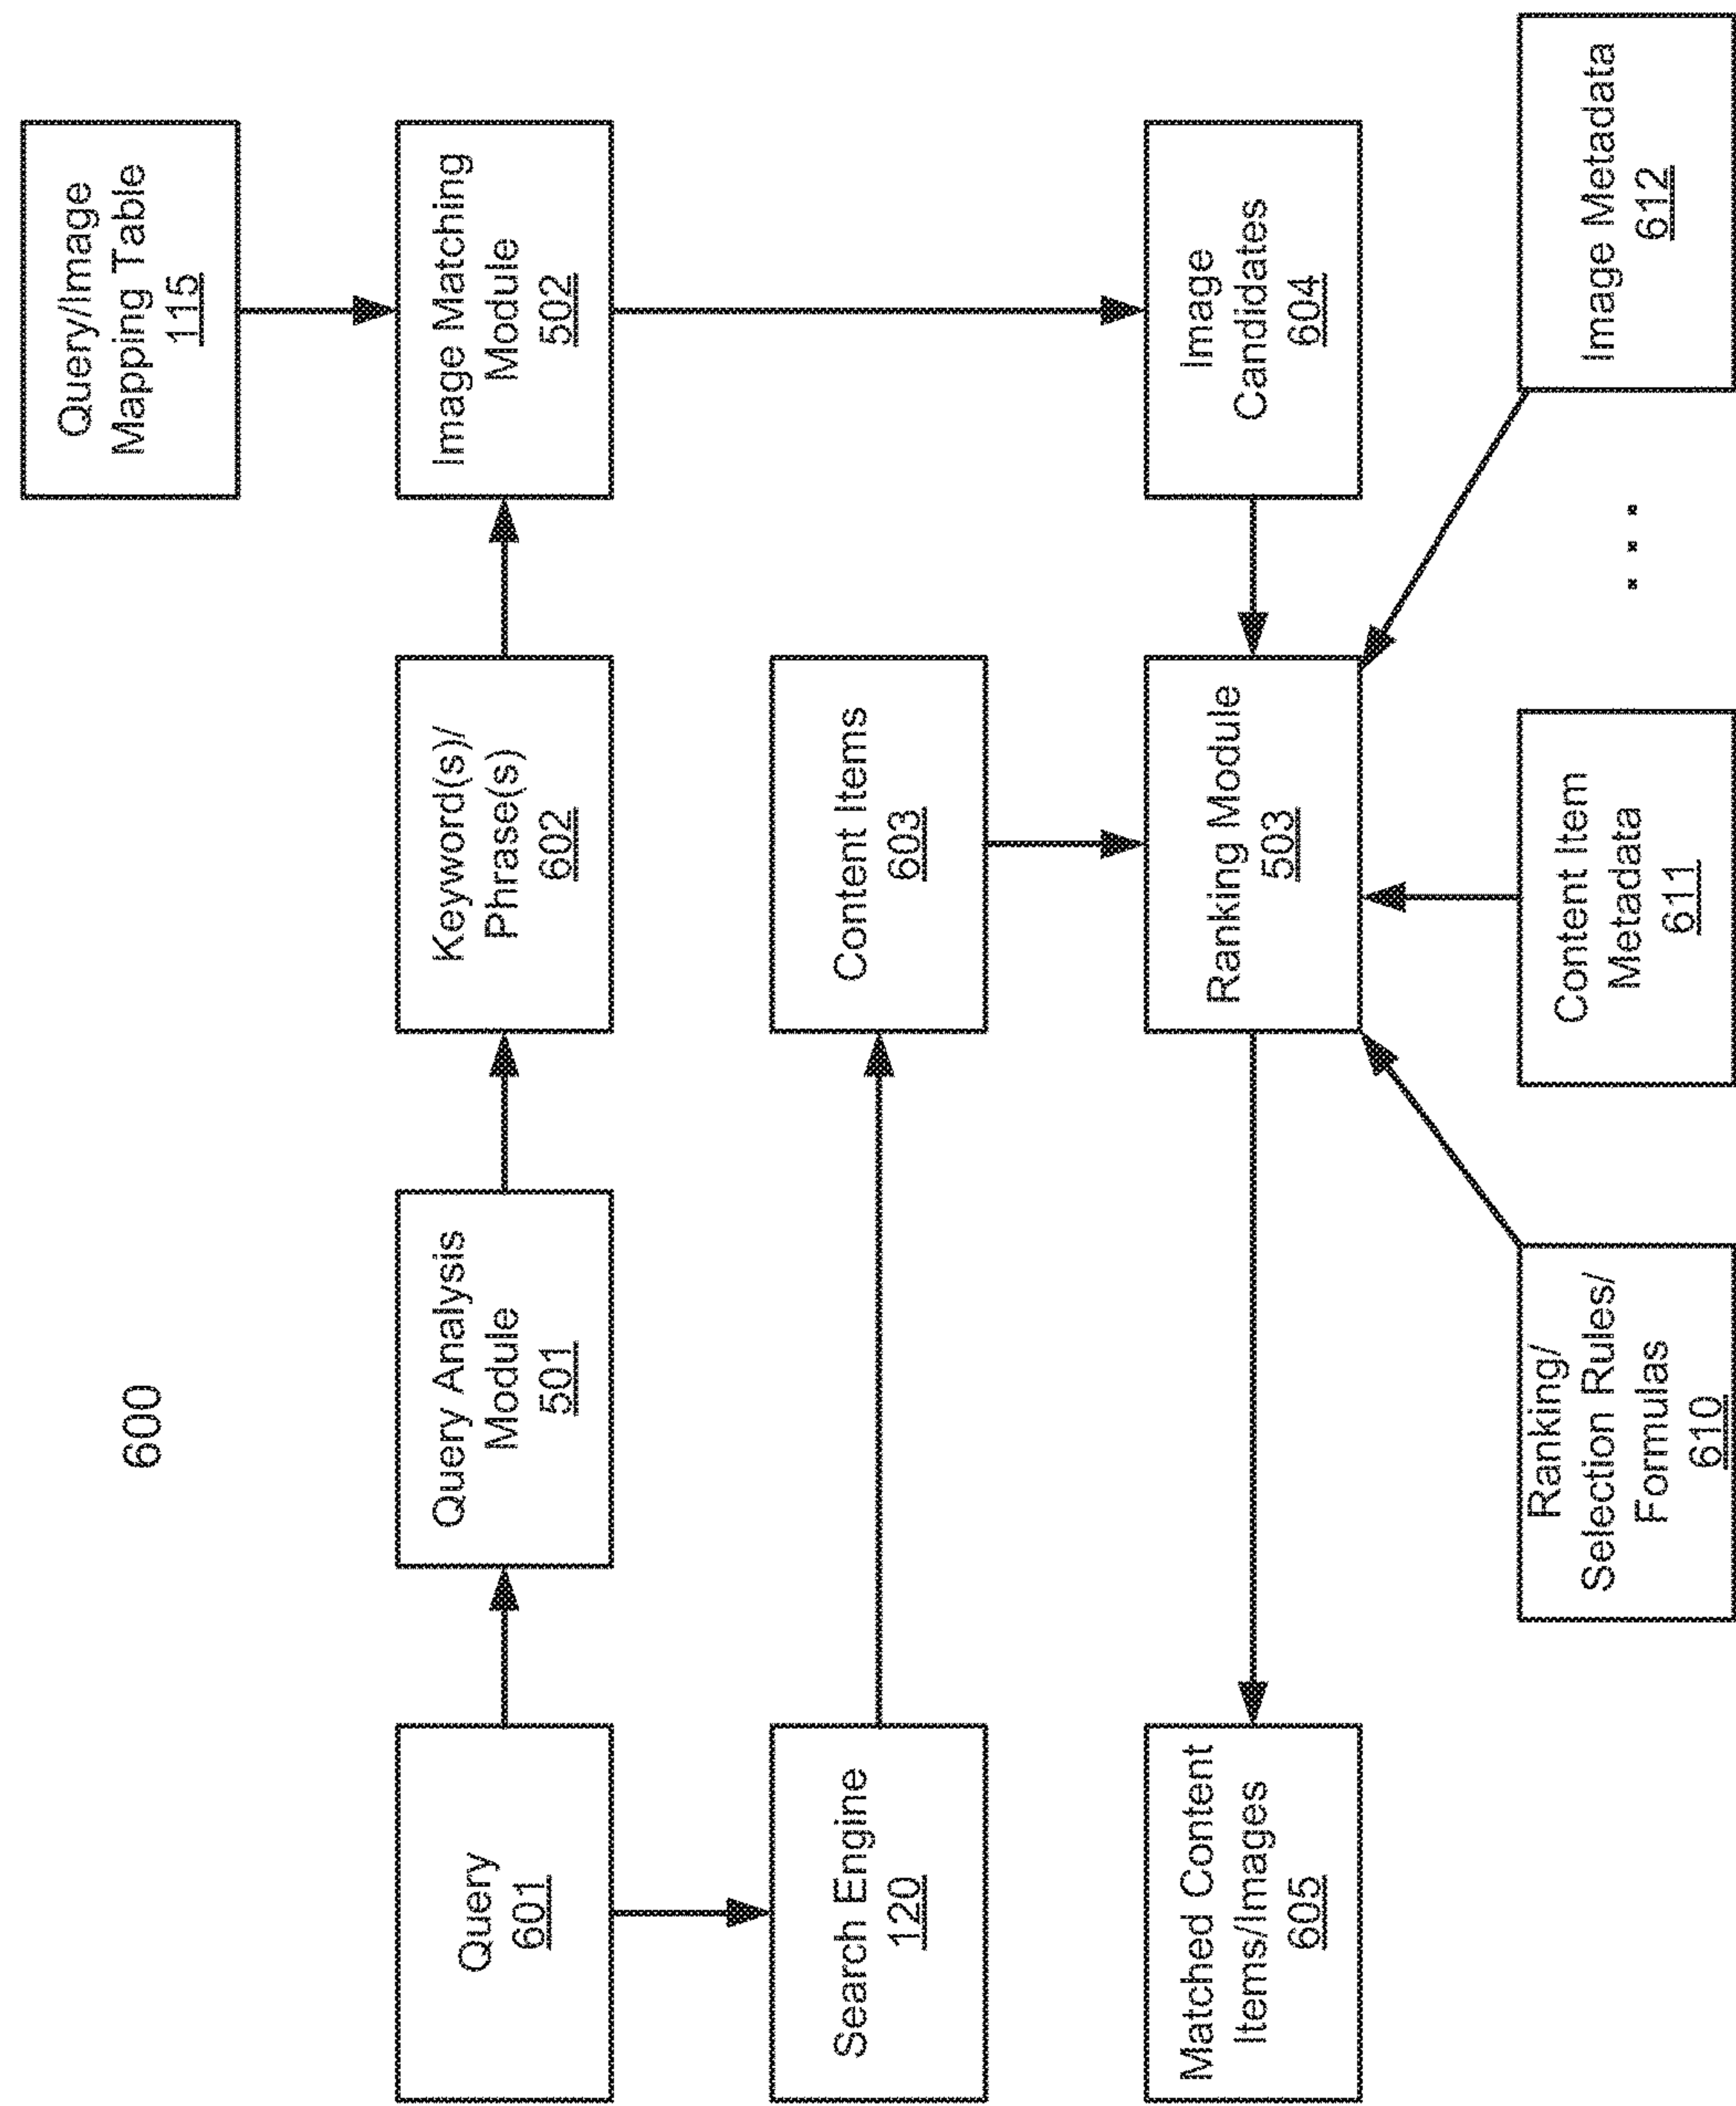 600
Query/Image
Mapping Table
115
Query
601
Query Analysis
Module
501
Keyword(s)/
Phrase(s)
602
Image Matching
Module
502
Search Engine
120
Content Items
603
Matched Content
Items/Images
605
Ranking Module
503
Image
Candidates
604
Ranking/
Selection Rules/
Formulas
610
Content Item
Metadata
611
Image Metadata
612